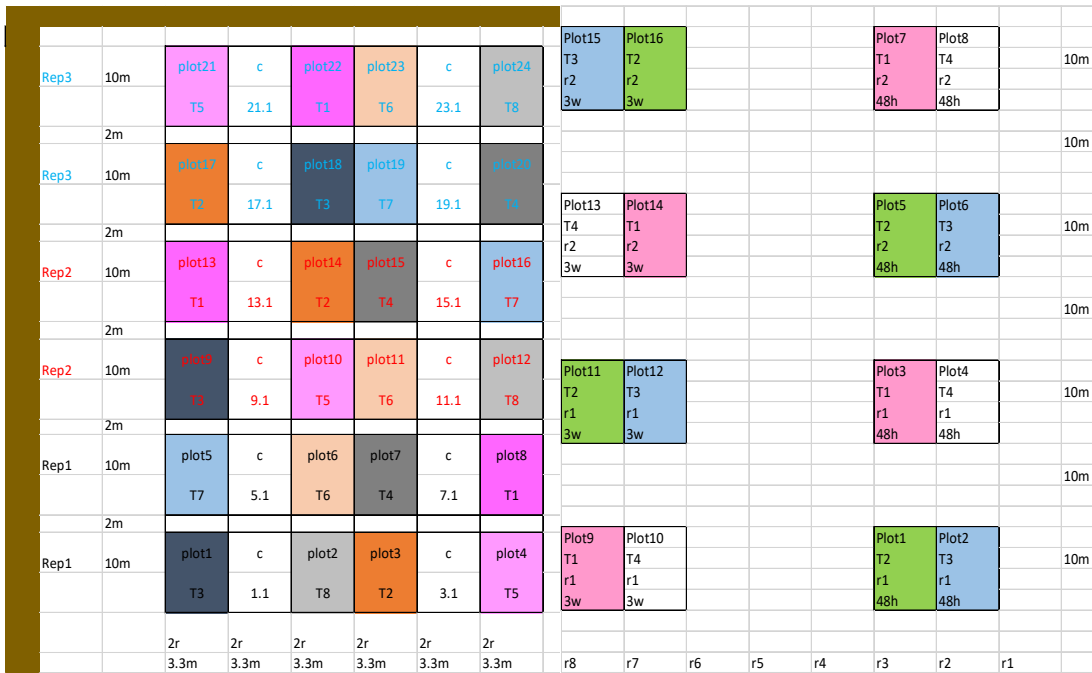 Plot15 Plot16 Plot7 Plot8
Rep3 10m plot21 c plot22 plot23 c plot24 T3 T2 T1 T4 10m
r2 r2 r2 r2
T5 21.1 T1 T6 23.1 T8 3w 3w 48h 48h
2m
10m
Rep3 10m plot17 c plot18 plot19 c plot20
T2 17.1 T3 T7 19.1 T4 Plot13 Plot14 Plot5 Plot6
2m T4 T1 T2 T3 10m
r2 r2 r2 r2
Rep2 10m plot13 c plot14 plot15 c plot16 3w 3w 48h 48h
T1 13.1 T2 T4 15.1 T7 10m
2m
Rep2 10m plot9 c plot10 plot11 c plot12 Plot11 Plot12 Plot3 Plot4
T3 9.1 T5 T6 11.1 T8 T2 T3 T1 T4 10m
r1 r1 r1 r1
2m 3w 3w 48h 48h
Rep1 10m plot5 c plot6 plot7 c plot8
10m
T7 5.1 T6 T4 7.1 T1
2m
Rep1 10m plot1 c plot2 plot3 c plot4 Plot9 Plot10 Plot1 Plot2
T1 T4 T2 T3 10m
T3 1.1 T8 T2 3.1 T5 r1 r1 r1 r1
3w 3w 48h 48h
2r 2r 2r 2r 2r 2r
3.3m 3.3m 3.3m 3.3m 3.3m 3.3m r8 r7 r6 r5 r4 r3 r2 r1